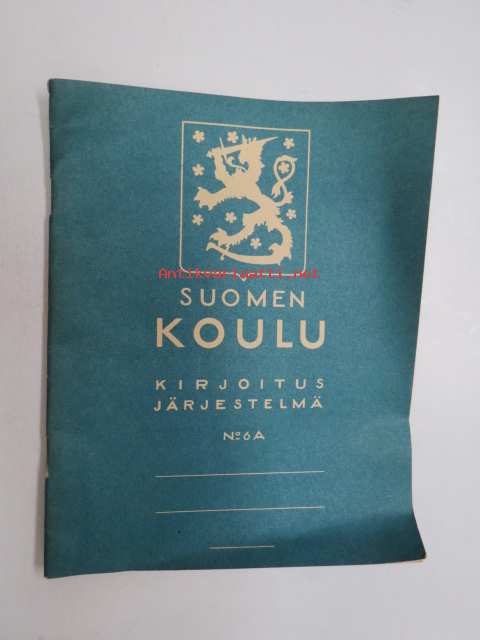 Antikvariaatti.net
SUOMEN
KOULU
KIRJOITUS
JÄRJESTELMÄ
No 6A